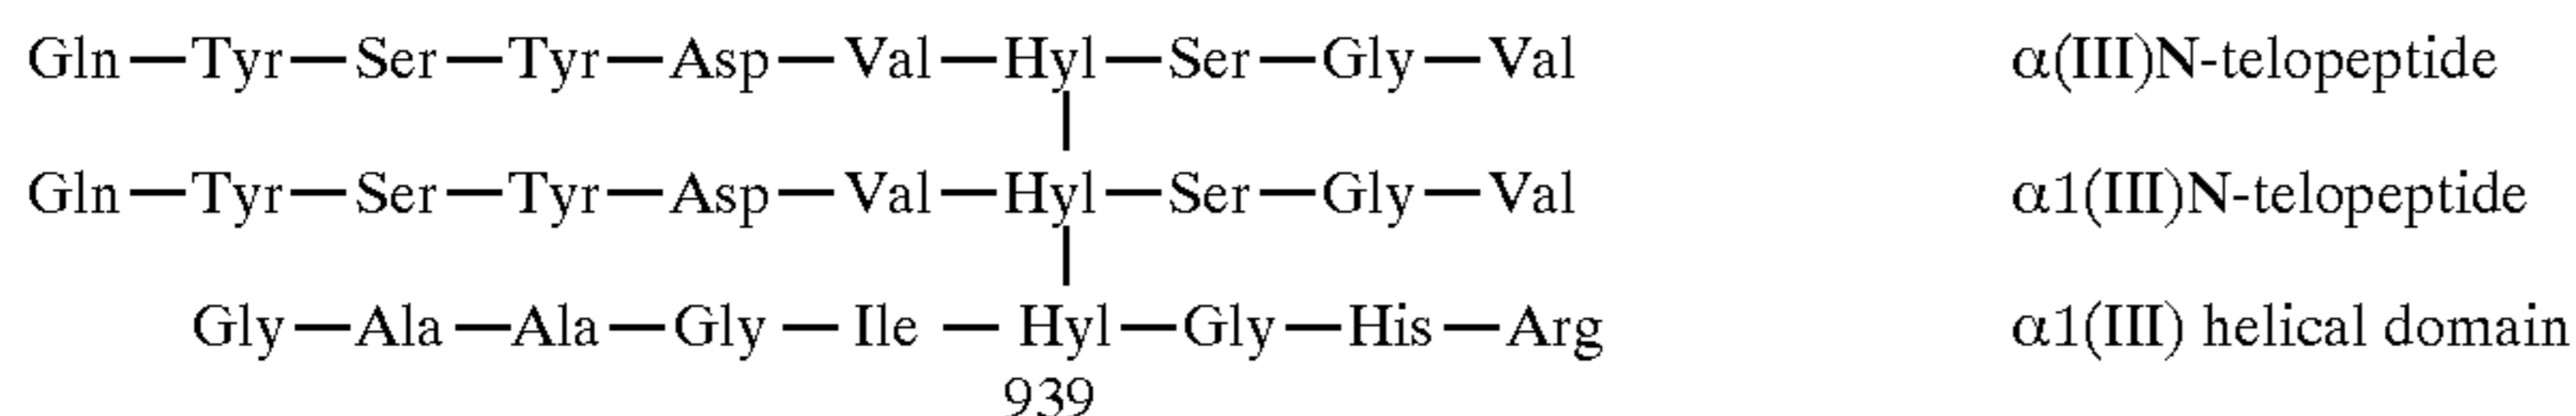 Gln—Tyr—Ser—Tyr—Asp—Val—Hyl—Ser—Gly—Val α(III)N-telopeptide
Gln—Tyr—Ser—Tyr—Asp—Val—Hyl—Ser—Gly—Val α1(III)N-telopeptide
Gly—Ala—Ala—Gly—Ile—Hyl—Gly—His—Arg α1(III) helical domain
939